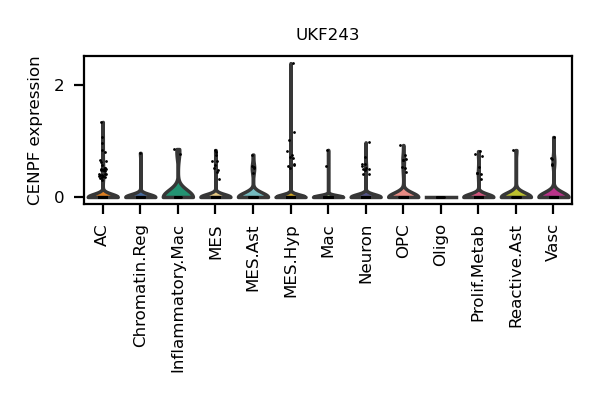 UKF243
CENPF expression
2
0
AC
Chromatin.Reg
Inflammatory.Mac
MES
MES.Ast
MES.Hyp
Mac
Neuron
OPC
Oligo
Prolif.Metab
Reactive.Ast
Vasc